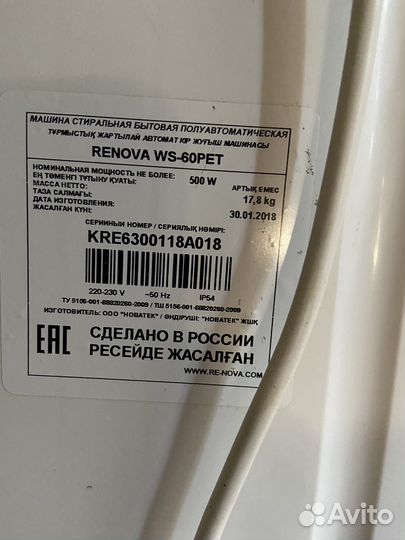 МАШИНА СТИРАЛЬНАЯ БЫТОВАЯ ПОЛУАВТОМАТИЧЕСКАЯ
ТҰРМЫСТЫҚ ЖАРТЫЛАЙ АВТОМАТ КІР ЖУҒЫШ МАШИНАСЫ
RENOVA WS-60PET
НОМИНАЛЬНАЯ МОЩНОСТЬ НЕ БОЛЕЕ:
ЕҢ ТӨМЕНГІ ТҰТЫНУ ҚУАТЫ: 500 W АРТЫҚ ЕМЕС
МАССА НЕТТО:
ТАЗА САЛМАҒЫ: 17,8 kg
ДАТА ИЗГОТОВЛЕНИЯ:
ЖАСАЛҒАН КҮНІ: 30.01.2018
СЕРИЙНЫЙ НОМЕР / СЕРИЯЛЫҚ НӨМІРІ:
KRE6300118A018
220-230 V ~50 Hz IP54
ТУ 5156-001-88820260-2009 / ТШ 5156-001-88820260-2009
ИЗГОТОВИТЕЛЬ: ООО "НОВАТЕК" / ӨНДІРУШІ: "НОВАТЕК" ЖШҚ
EAC
СДЕЛАНО В РОССИИ
РЕСЕЙДЕ ЖАСАЛҒАН
WWW.RE-NOVA.COM
Avito